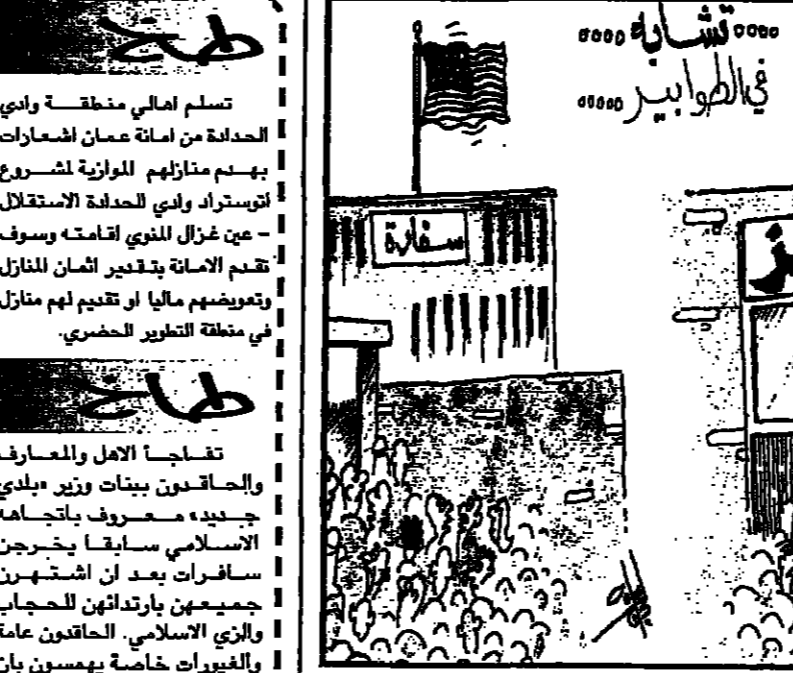 طخ
تسلم اهالي منطقة وادي
الحدادة من امانة عمان اشعارات
بهدم منازلهم الموازية لمشروع
اتوستراد وادي الحدادة الاستقلال
- عين غزال المنوي اقامته وسوف
تقدم الامانة بتقدير اثمان المنازل
وتعويضهم ماليا او تقديم لهم منازل
في منطقة التطوير الحضري.
طاخ
تفاجأ الاهل والمعارف
والحاقدون ببنات وزير «بلدي
جديد» معروف باتجاهه
الاسلامي سابقا يخرجن
سافرات بعد ان اشتهرن
جميعهن بارتدائهن للحجاب
والزي الاسلامي. الحاقدون عامة
والغيورات خاصة يهمسون بان
تشابه
في الطوابير
سفارة